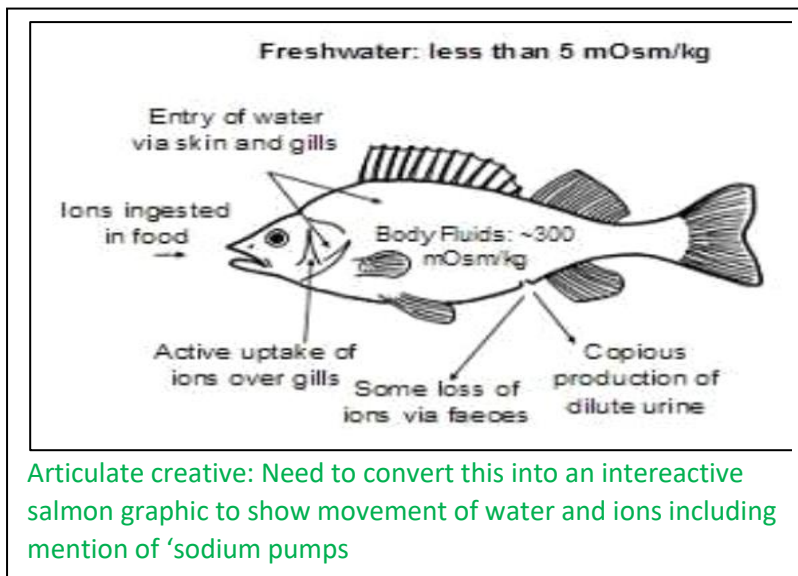 Freshwater: less than 5 mOsm/kg
Entry of water
via skin and gills
Ions ingested
in food
Body Fluids: ~300
mOsm/kg
Active uptake of
ions over gills
Some loss of
ions via faeces
Copious
production of
dilute urine
Articulate creative: Need to convert this into an intereactive
salmon graphic to show movement of water and ions including
mention of ‘sodium pumps